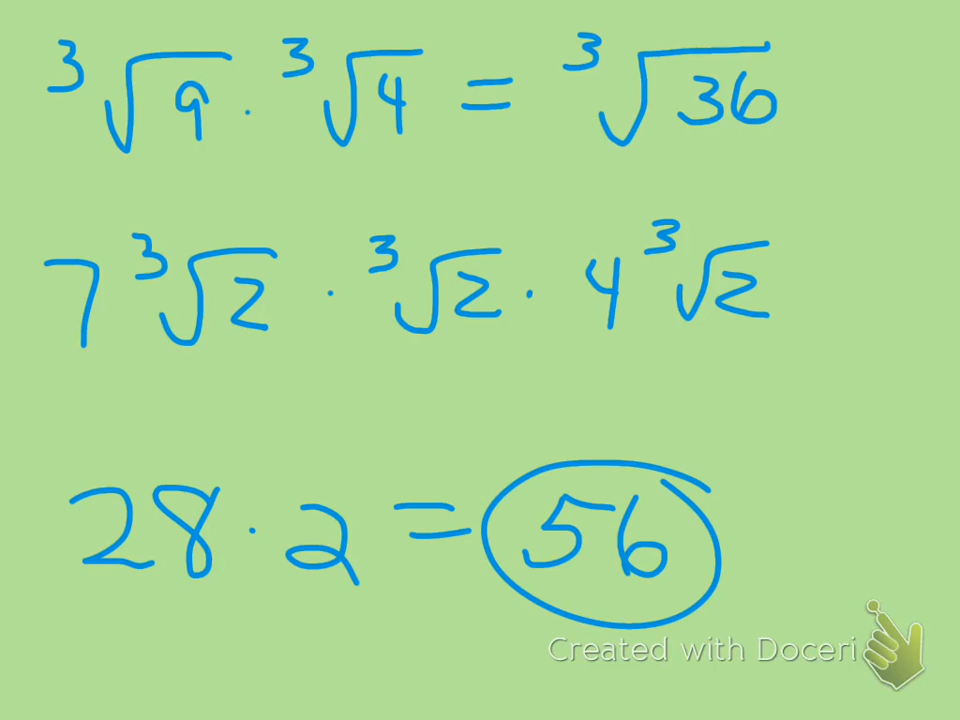 ³√9 · ³√4 = ³√36
7 ³√2 · ³√2 · 4 ³√2
28 · 2 = 56
Created with Doceri